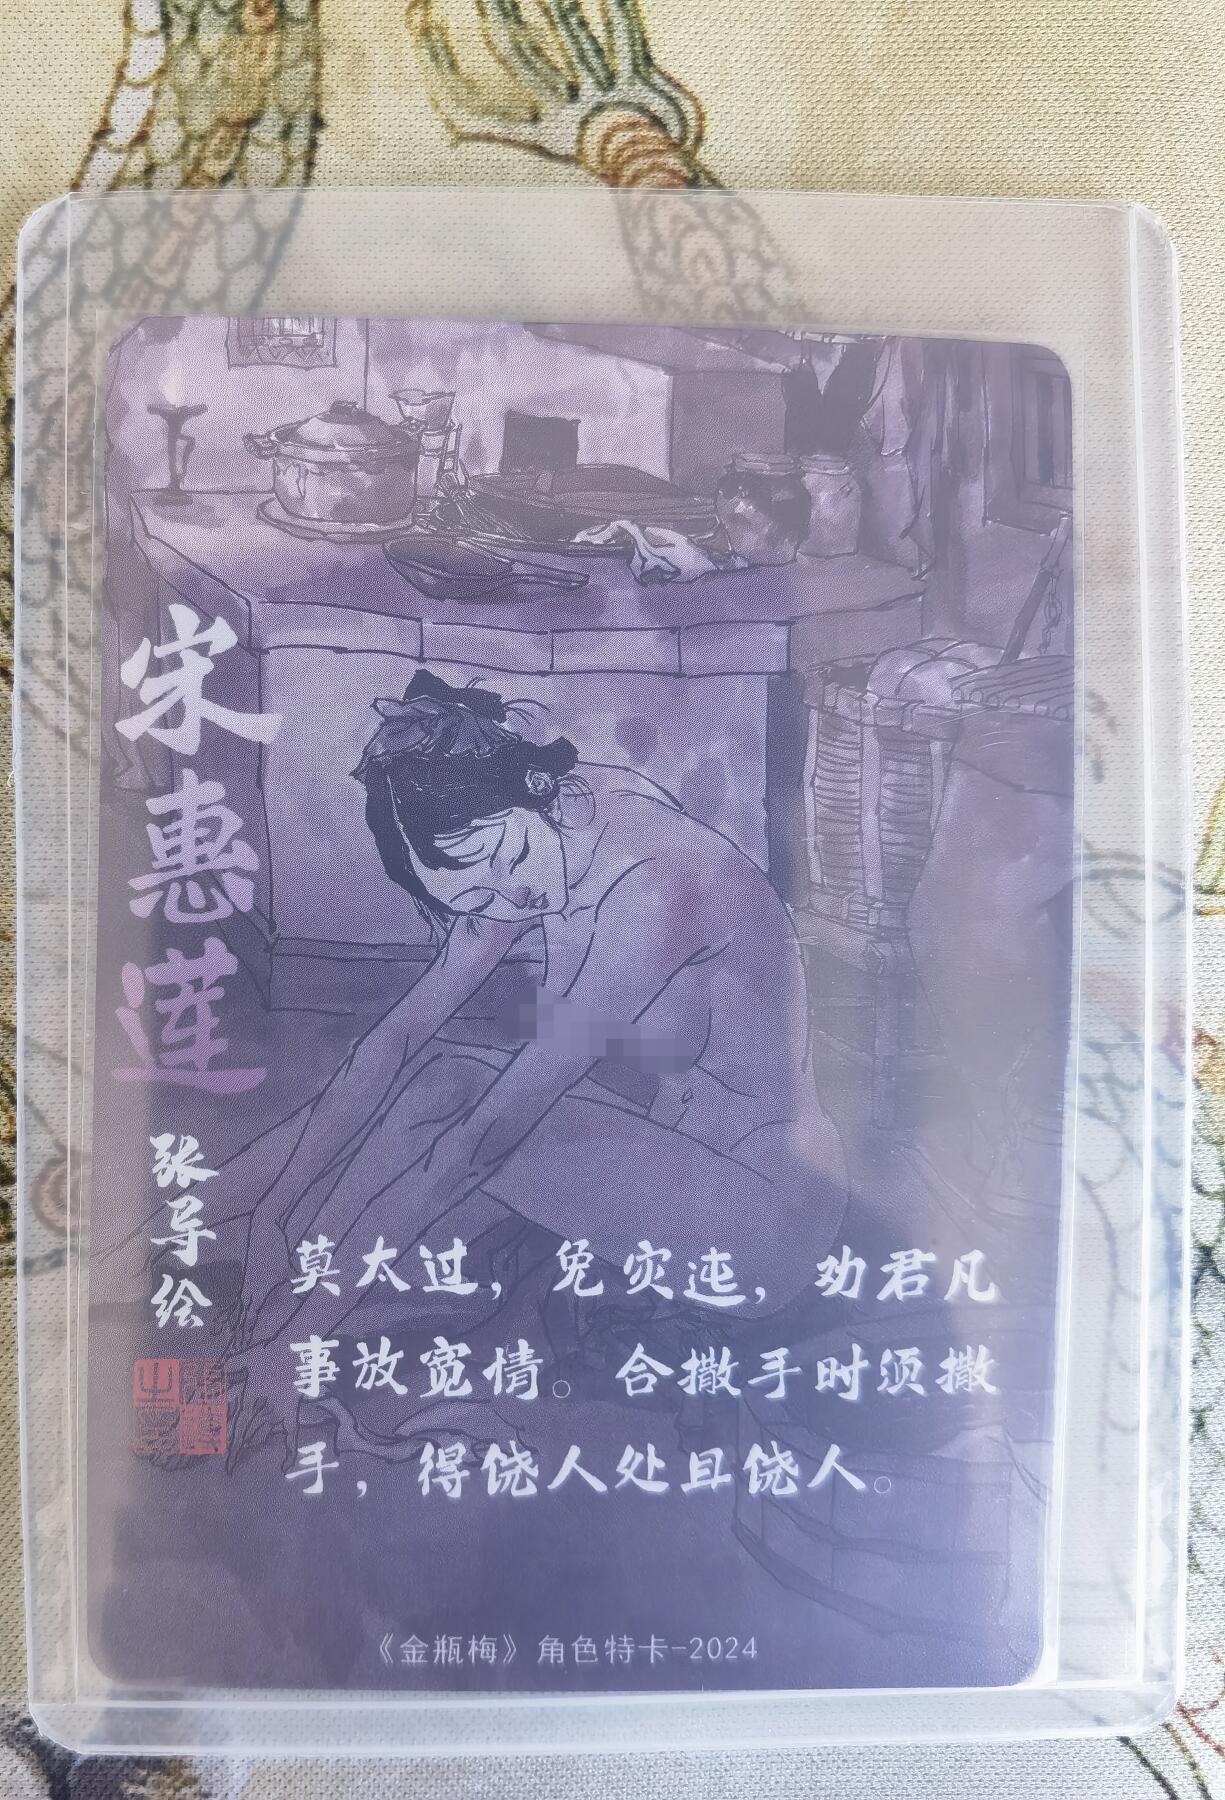 宋惠莲
张导绘
莫太过，免灾迍，劝君凡
事放宽情。合撒手时须撒
手，得饶人处且饶人。
《金瓶梅》角色特卡-2024